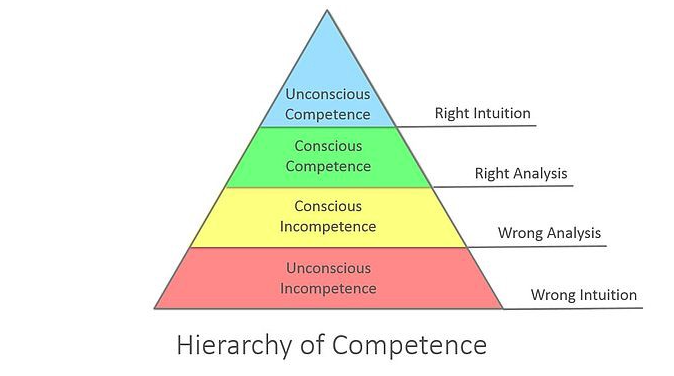 Unconscious
Competence
Right Intuition
Conscious
Competence
Right Analysis
Conscious
Incompetence
Wrong Analysis
Unconscious
Incompetence
Wrong Intuition
Hierarchy of Competence